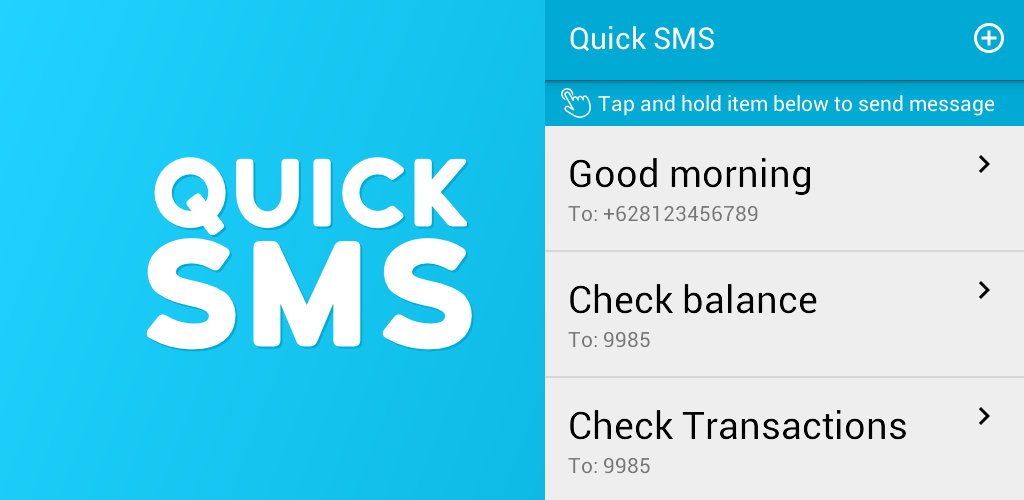 QUICK
SMS
Quick SMS
Tap and hold item below to send message
Good morning
To: +628123456789
Check balance
To: 9985
Check Transactions
To: 9985